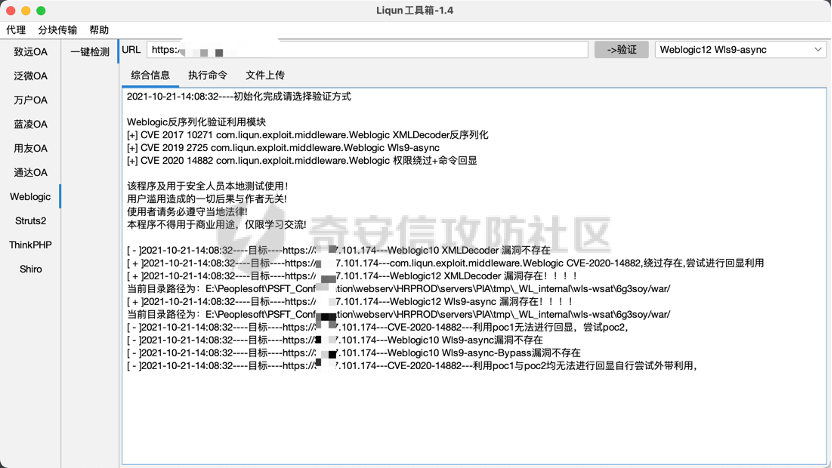 Liqun工具箱-1.4
代理 分块传输 帮助
致远OA
泛微OA
万户OA
蓝凌OA
用友OA
通达OA
Weblogic
Struts2
ThinkPHP
Shiro
一键检测
URL https: ->验证 Weblogic12 Wls9-async
综合信息 执行命令 文件上传
2021-10-21-14:08:32----初始化完成请选择验证方式
Weblogic反序列化验证利用模块
[+] CVE 2017 10271 com.liqun.exploit.middleware.Weblogic XMLDecoder反序列化
[+] CVE 2019 2725 com.liqun.exploit.middleware.Weblogic Wls9-async
[+] CVE 2020 14882 com.liqun.exploit.middleware.Weblogic 权限绕过+命令回显
该程序及用于安全人员本地测试使用!
用户滥用造成的一切后果与作者无关!
使用者请务必遵守当地法律!
本程序不得用于商业用途，仅限学习交流!
奇安信攻防社区
[ - ]2021-10-21-14:08:32----目标----https://7.101.174---Weblogic10 XMLDecoder 漏洞不存在
[ + ]2021-10-21-14:08:32----目标----https://7.101.174---com.liqun.exploit.middleware.Weblogic CVE-2020-14882,绕过存在,尝试进行回显利用
[ + ]2021-10-21-14:08:32----目标----https://7.101.174---Weblogic12 XMLDecoder 漏洞存在！！！！
当前目录路径为：E:\Peoplesoft\PSFT_Conftion\webserv\HRPROD\servers\PIA\tmp\_WL_internal\wls-wsat\6g3soy/war/
[ + ]2021-10-21-14:08:32----目标----https://7.101.174---Weblogic12 Wls9-async 漏洞存在！！！！
当前目录路径为：E:\Peoplesoft\PSFT_Contion\webserv\HRPROD\servers\PIA\tmp\_WL_internal\wls-wsat\6g3soy/war/
[ - ]2021-10-21-14:08:32----目标----https://7.101.174---CVE-2020-14882---利用poc1无法进行回显，尝试poc2,
[ - ]2021-10-21-14:08:32----目标----https://7.101.174---Weblogic10 Wls9-async漏洞不存在
[ - ]2021-10-21-14:08:32----目标----https://7.101.174---Weblogic10 Wls9-async-Bypass漏洞不存在
[ - ]2021-10-21-14:08:32----目标----https://7.101.174---CVE-2020-14882---利用poc1与poc2均无法进行回显自行尝试外带利用,